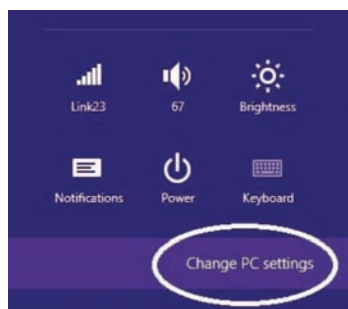 Link23 67 Brightness
Notifications Power Keyboard
Change PC settings